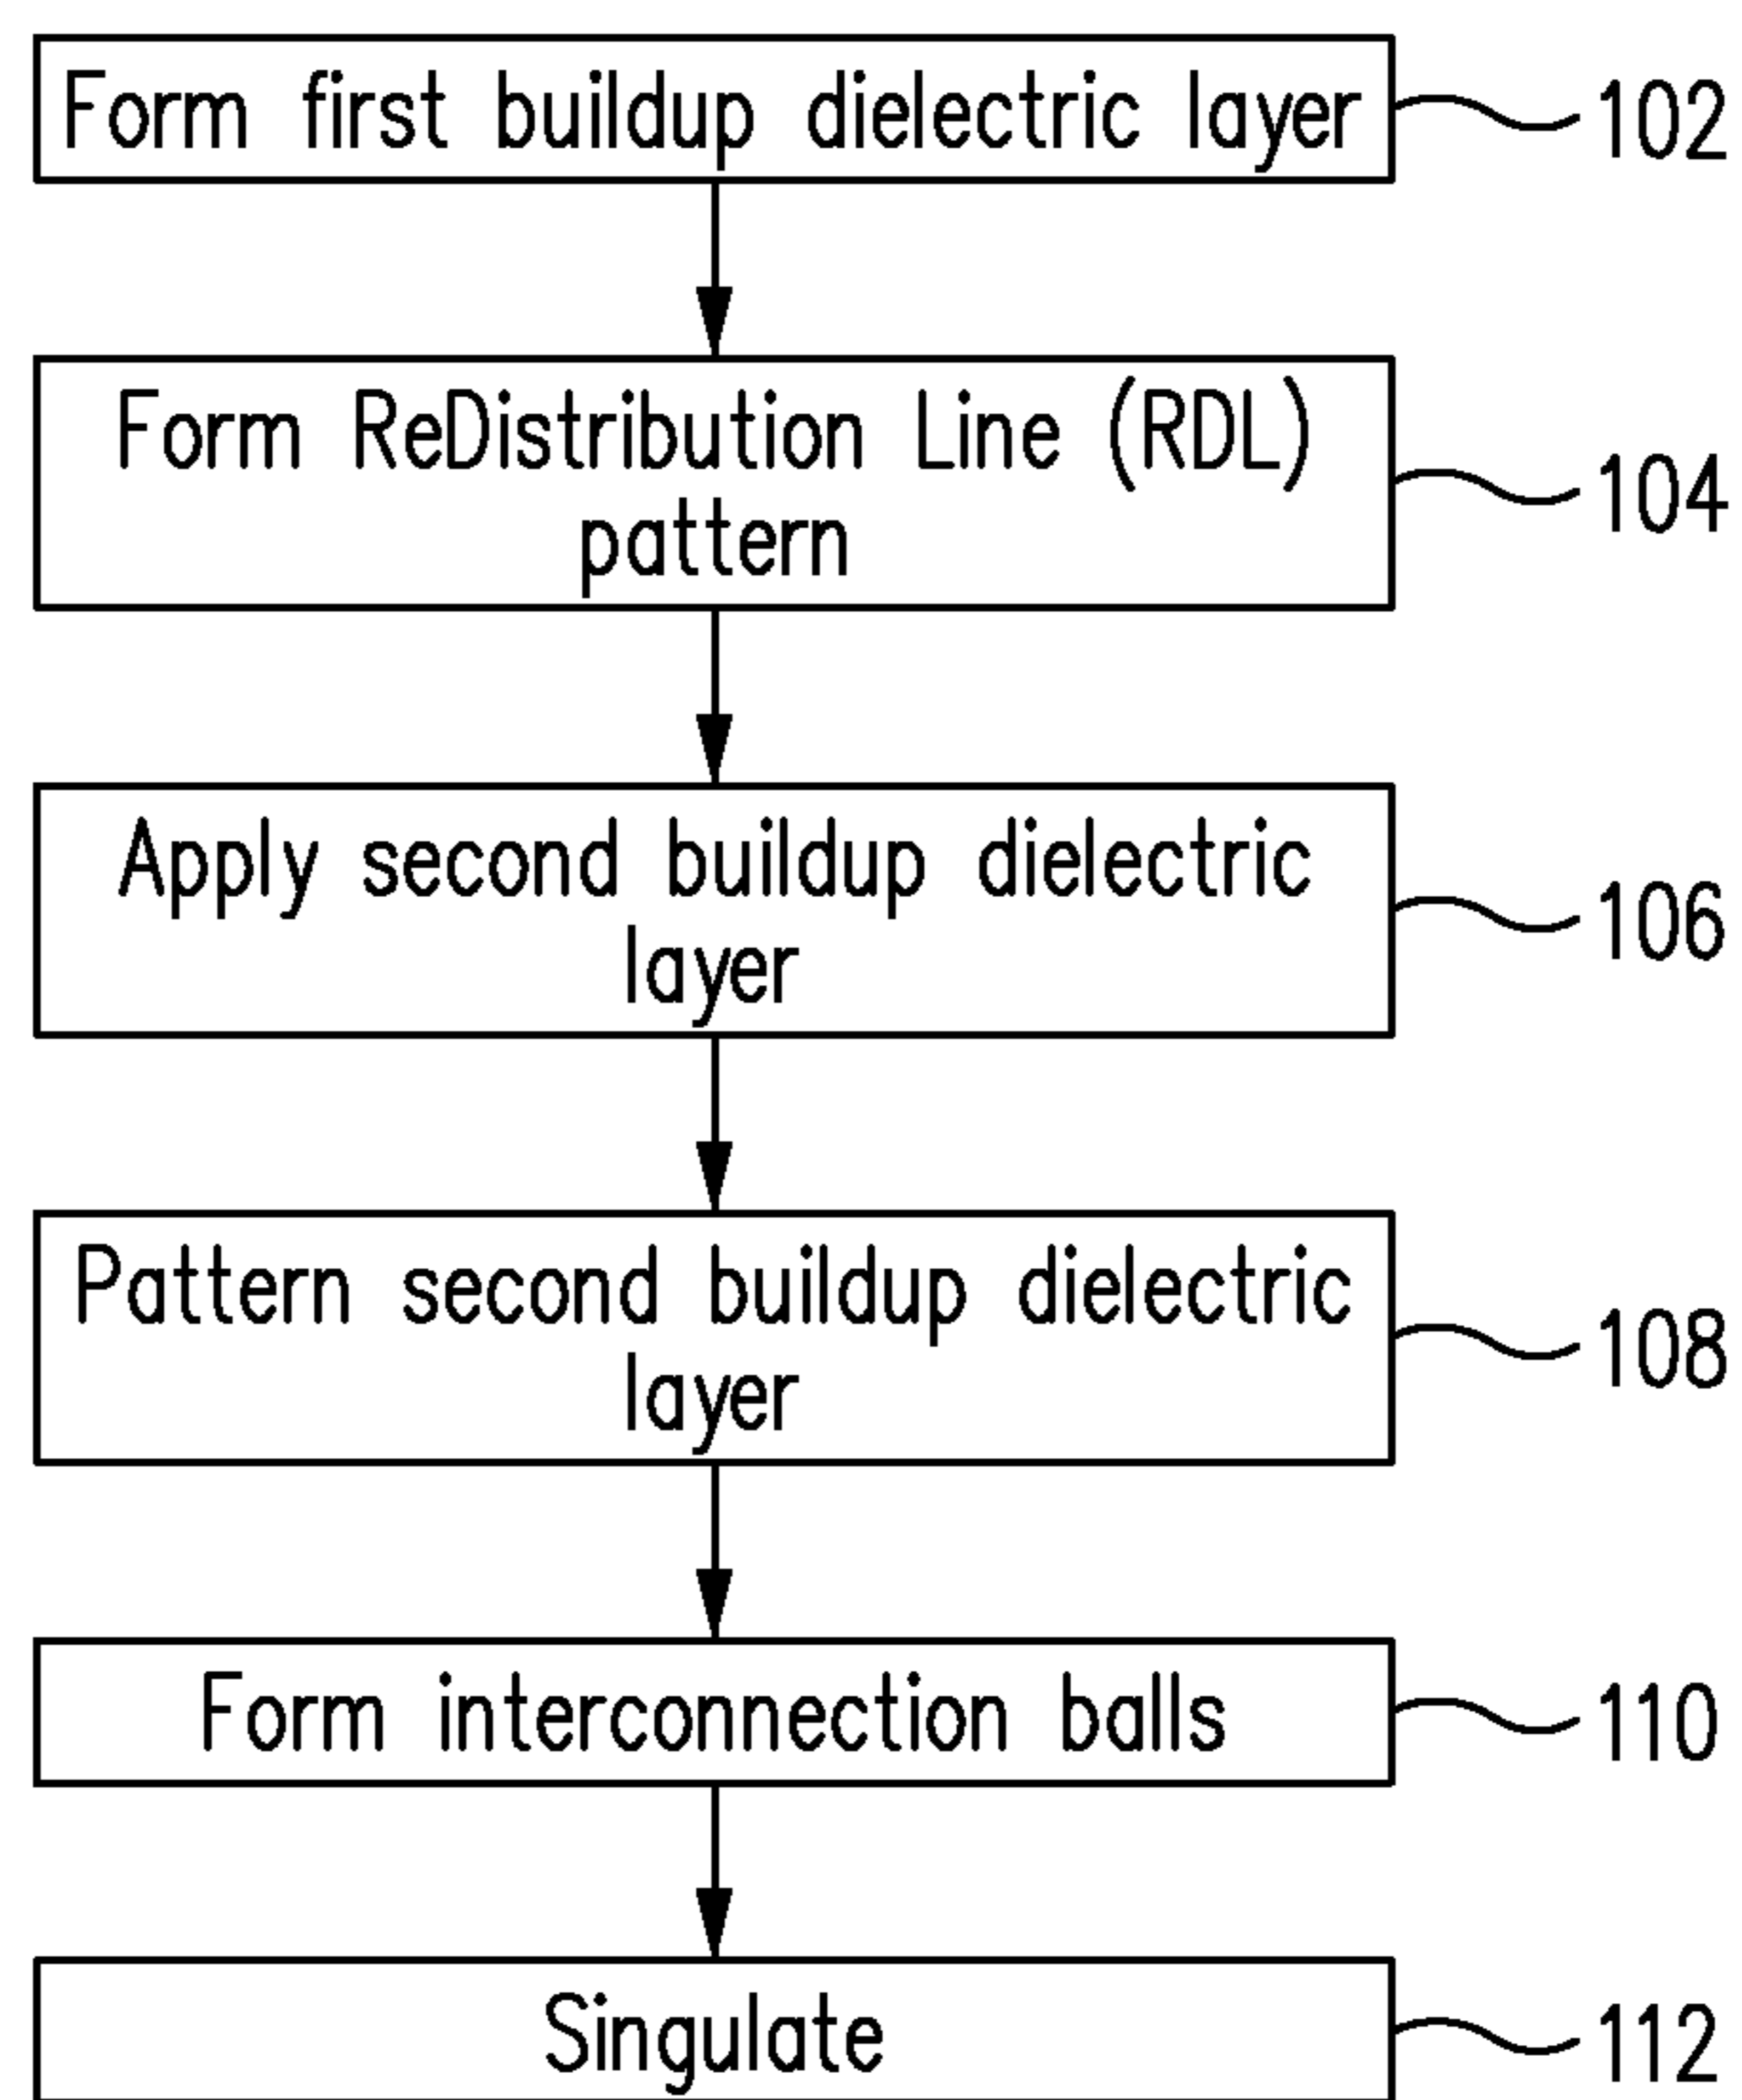 Form first buildup dielectric layer
102
Form ReDistribution Line (RDL)
pattern
104
Apply second buildup dielectric
layer
106
Pattern second buildup dielectric
layer
108
Form interconnection balls
110
Singulate
112